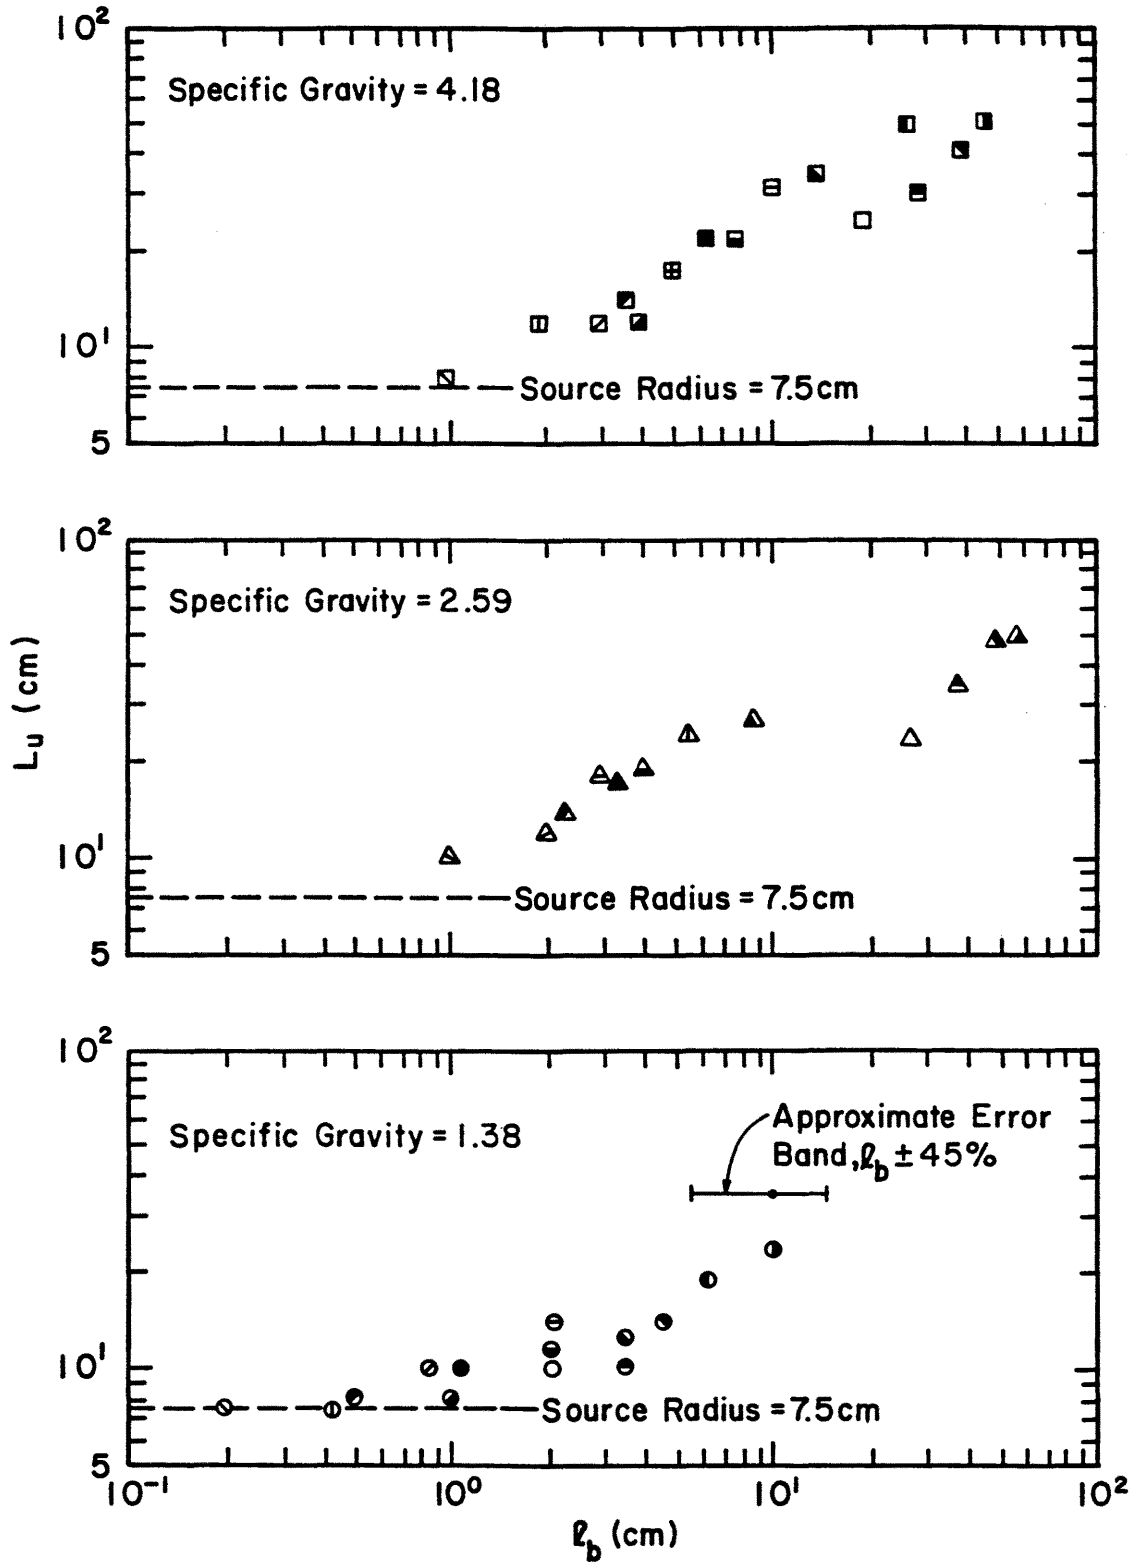 10²
Specific Gravity = 4.18
10¹
Source Radius = 7.5cm
5
10²
Specific Gravity = 2.59
Lᵤ (cm)
10¹
Source Radius = 7.5cm
5
10²
Approximate Error
Specific Gravity = 1.38
Band, ℓb ± 45%
10¹
Source Radius = 7.5cm
5
10⁻¹ 10⁰ 10¹ 10²
ℓb (cm)